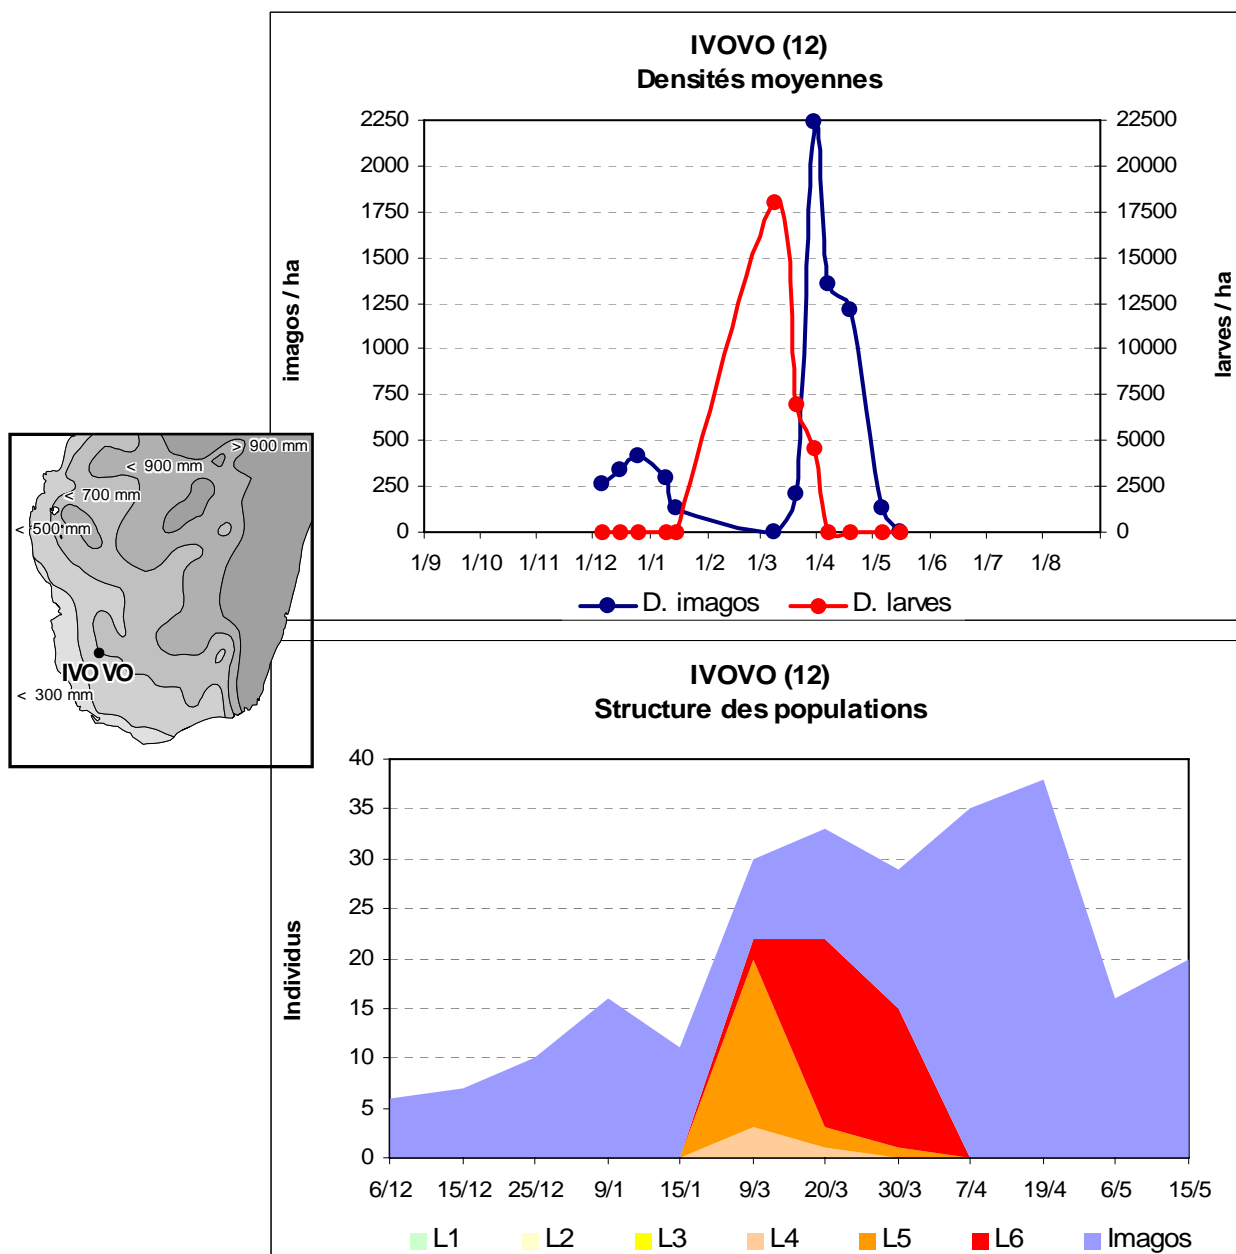 IVOVO (12)
Densités moyennes
imagos / ha
2250
2000
1750
1500
1250
1000
750
500
250
0
22500
20000
17500
15000
12500
10000
7500
5000
2500
0
larves / ha
1/9 1/10 1/11 1/12 1/1 1/2 1/3 1/4 1/5 1/6 1/7 1/8
D. imagos D. larves
> 900 mm
< 900 mm
< 700 mm
< 500 mm
IVO VO
< 300 mm
IVOVO (12)
Structure des populations
Individus
40
35
30
25
20
15
10
5
0
6/12 15/12 25/12 9/1 15/1 9/3 20/3 30/3 7/4 19/4 6/5 15/5
L1 L2 L3 L4 L5 L6 Imagos